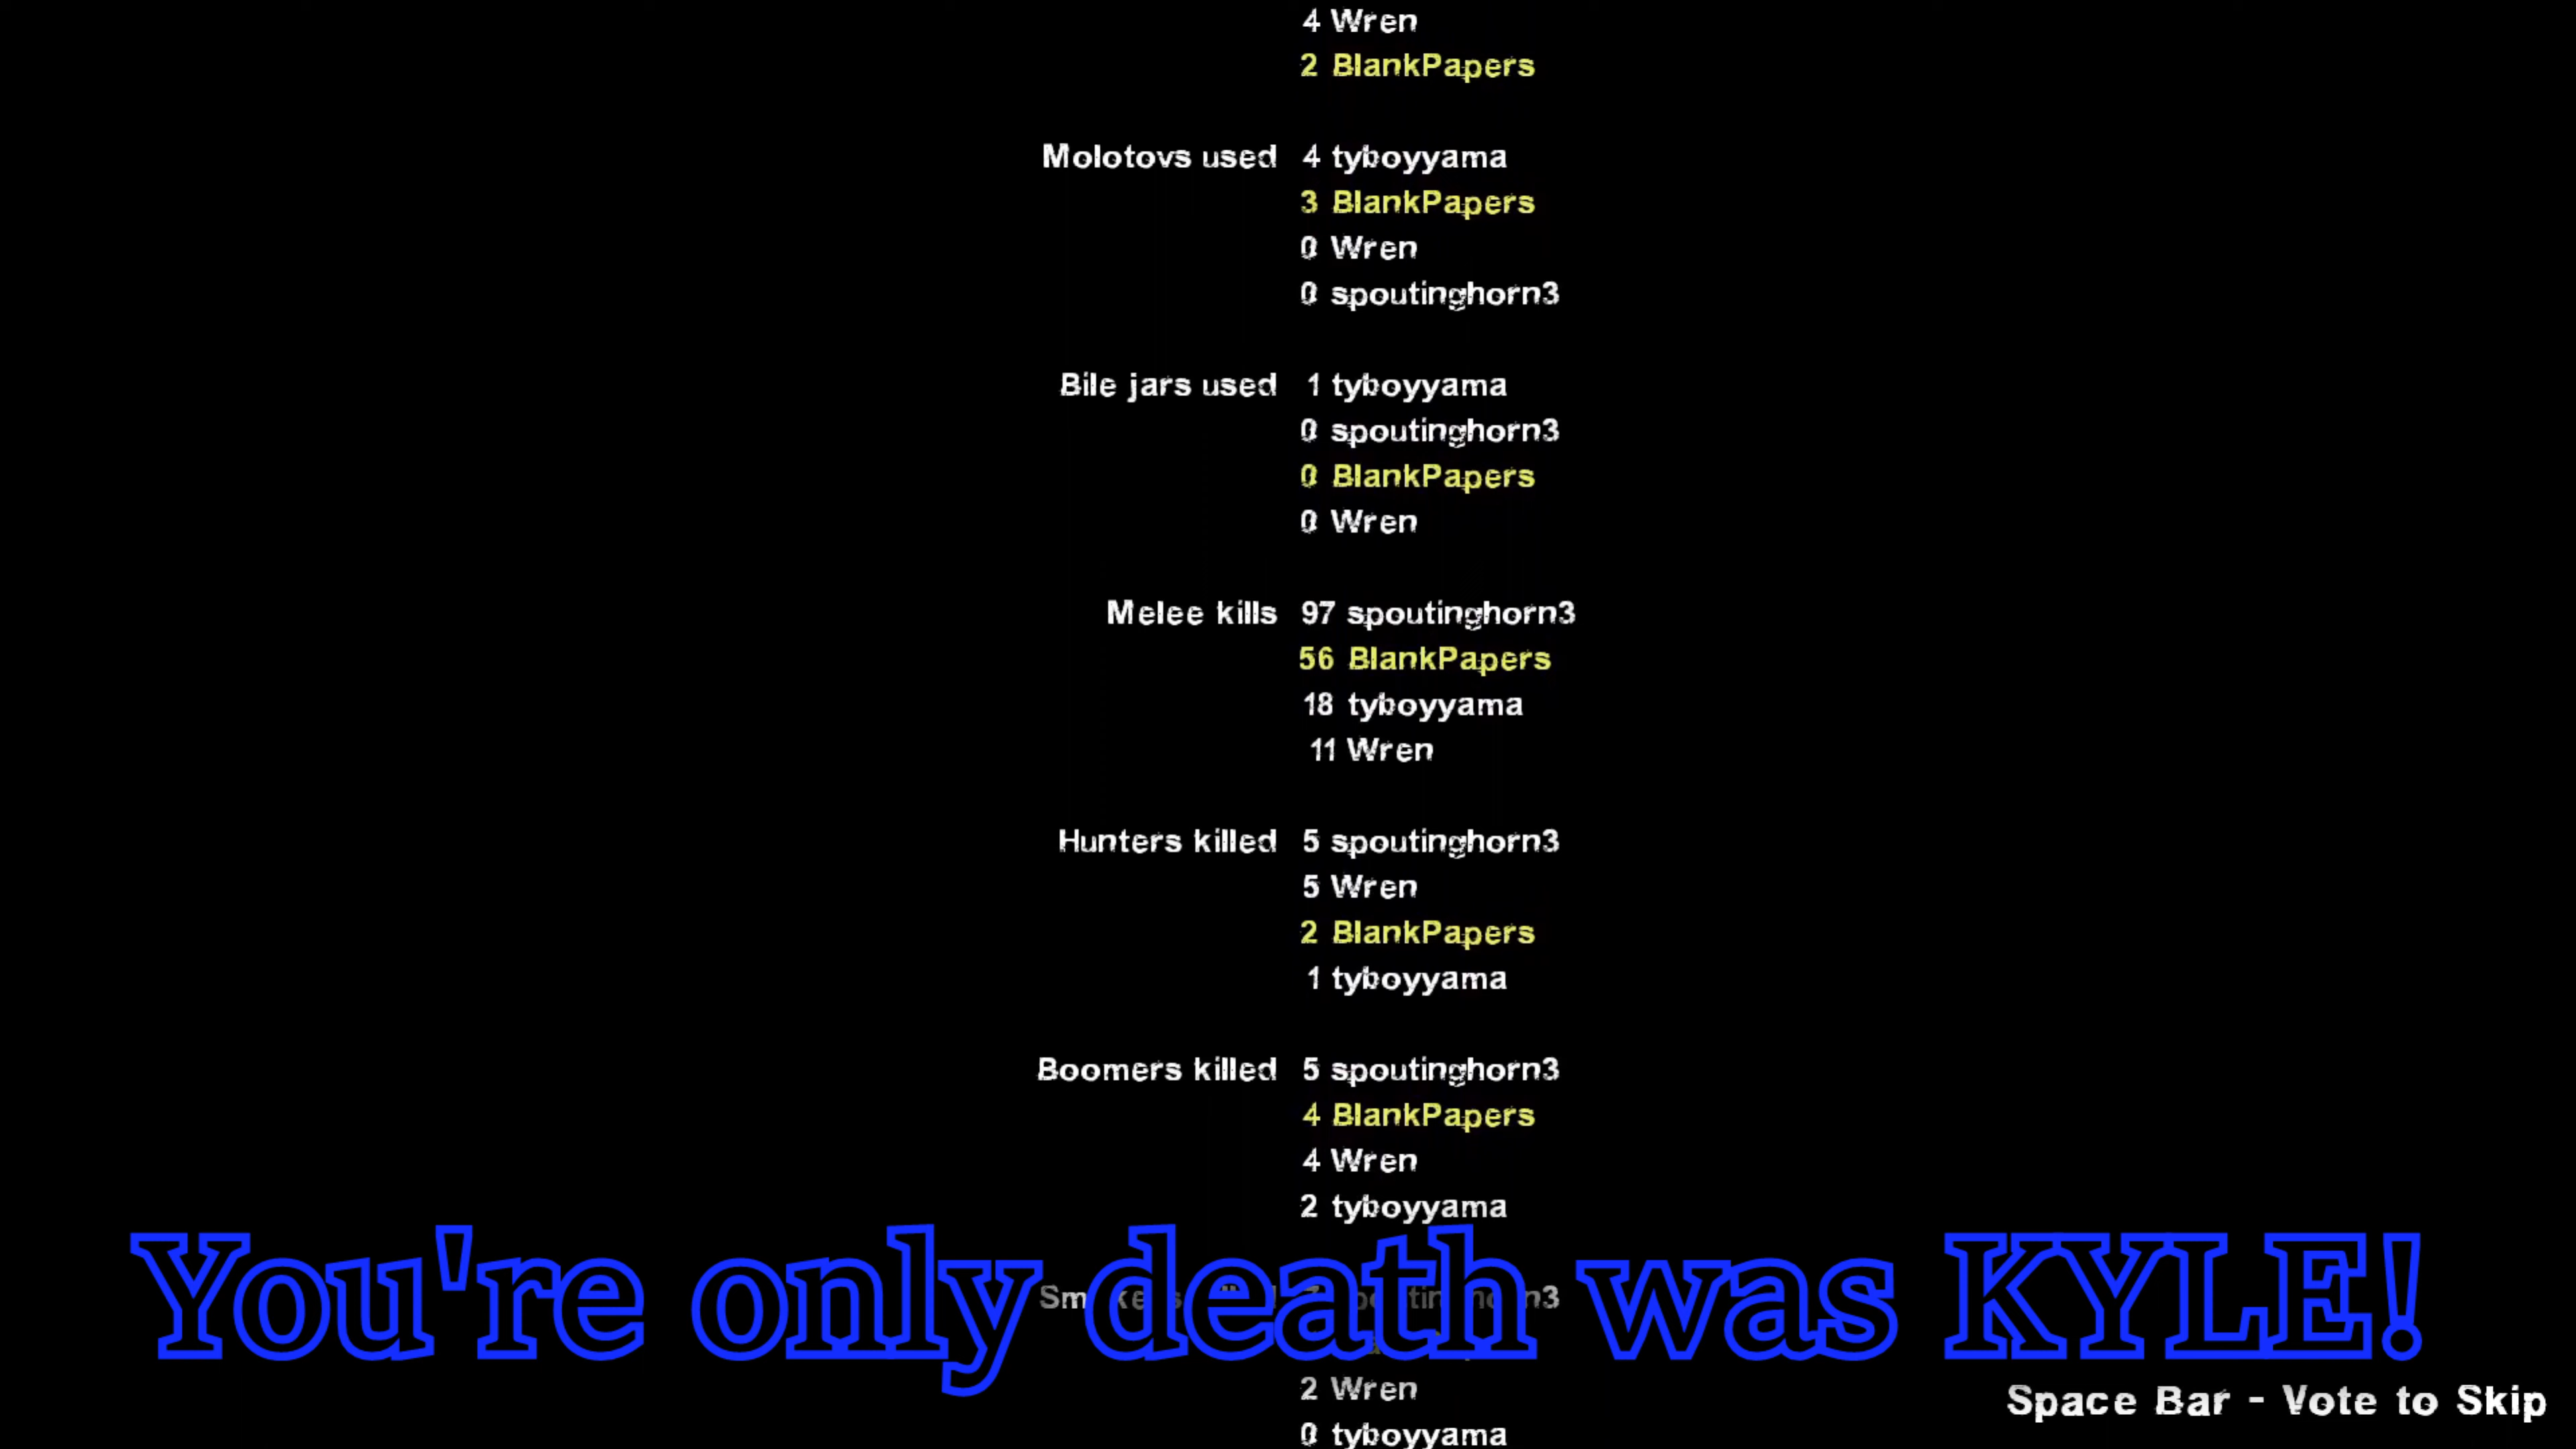 4 Wren
2 BlankPapers
Molotovs used 4 tyboyyama
3 BlankPapers
0 Wren
0 spoutinghorn3
Bile jars used 1 tyboyyama
0 spoutinghorn3
0 BlankPapers
0 Wren
Melee kills 97 spoutinghorn3
56 BlankPapers
18 tyboyyama
11 Wren
Hunters killed 5 spoutinghorn3
5 Wren
2 BlankPapers
1 tyboyyama
Boomers killed 5 spoutinghorn3
4 BlankPapers
4 Wren
2 tyboyyama
You're only death was KYLE!
2 Wren
Space Bar - Vote to Skip
0 tyboyyama